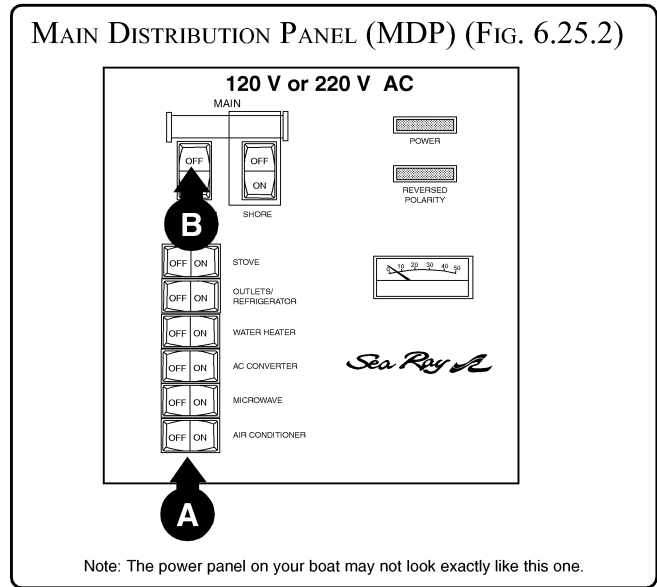 MAIN DISTRIBUTION PANEL (MDP) (FIG. 6.25.2)
120 V or 220 V AC
MAIN
OFF
OFF
ON
B
SHORE
POWER
REVERSED
POLARITY
OFF ON STOVE
OFF ON OUTLETS/
REFRIGERATOR
OFF ON WATER HEATER
OFF ON AC CONVERTER
OFF ON MICROWAVE
OFF ON AIR CONDITIONER
0 10 20 30 40 50
Sea Ray
A
Note: The power panel on your boat may not look exactly like this one.